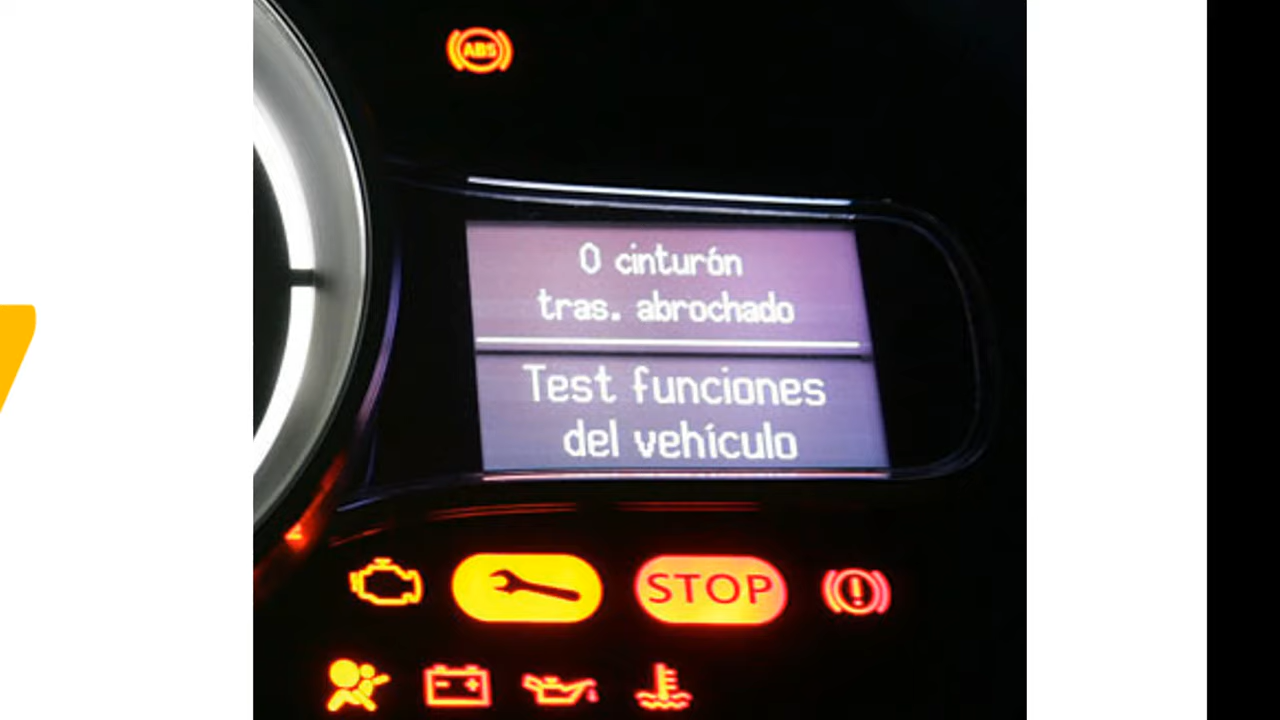 ABS
0 cinturón
tras. abrochado
Test funciones
del vehículo
STOP